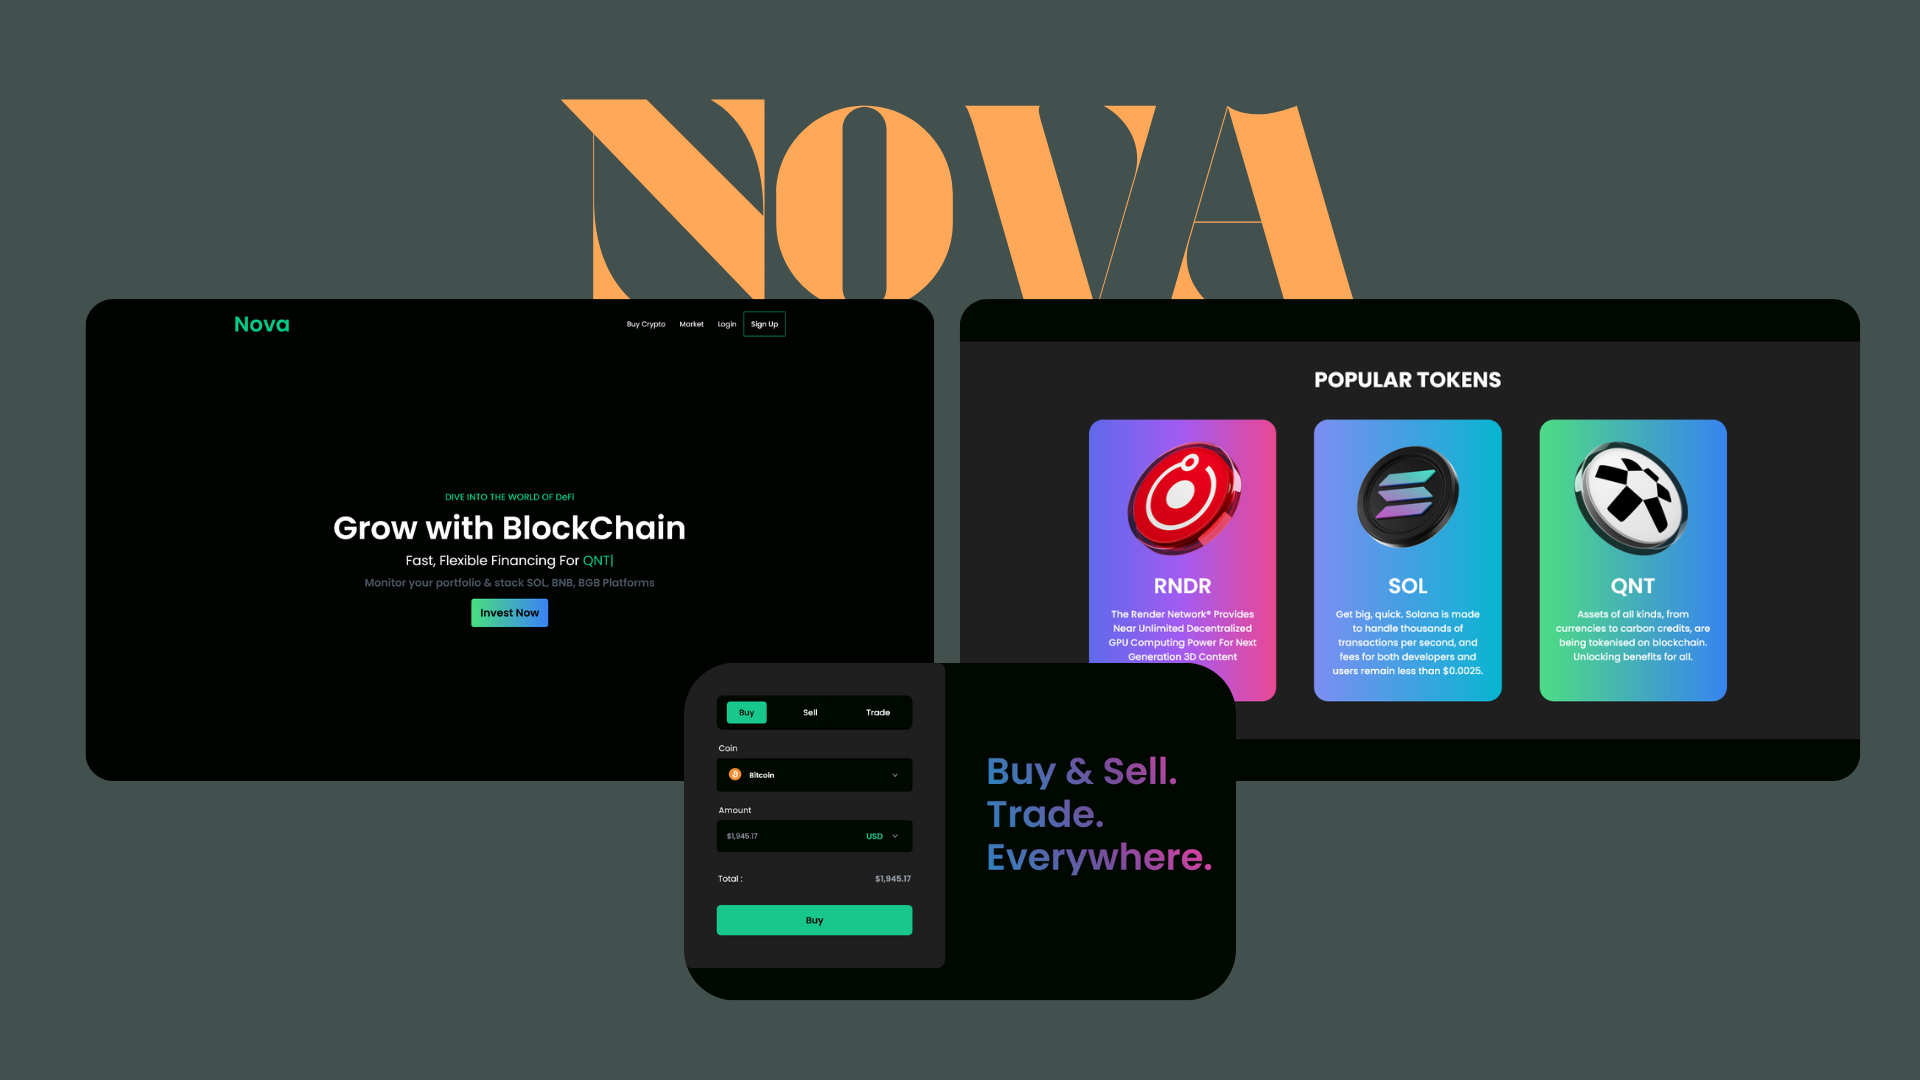 NOVA
Nova
Buy Crypto Market Login Sign Up
DIVE INTO THE WORLD OF DeFi
Grow with BlockChain
Fast, Flexible Financing For QNT|
Monitor your portfolio & stack SOL, BNB, BGB Platforms
Invest Now
POPULAR TOKENS
RNDR
The Render Network® Provides
Near Unlimited Decentralized
GPU Computing Power For Next
Generation 3D Content
SOL
Get big, quick. Solana is made
to handle thousands of
transactions per second, and
fees for both developers and
users remain less than $0.0025.
QNT
Assets of all kinds, from
currencies to carbon credits, are
being tokenised on blockchain.
Unlocking benefits for all.
Buy Sell Trade
Coin
Bitcoin
Amount
$1,945.17 USD
Total : $1,945.17
Buy
Buy & Sell.
Trade.
Everywhere.